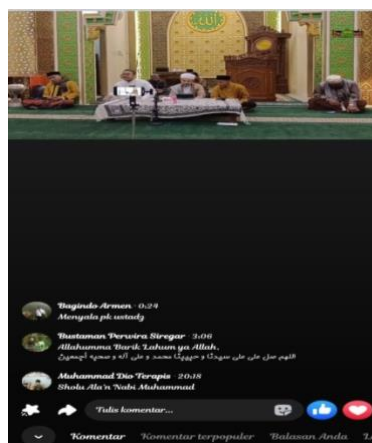 Bagindo Armen · 0:24
Menyala pk ustadz
Bustaman Perwira Siregar · 3:06
Allahumma Barik Lahum ya Allah,
اللهم صل على على سيدنا و حبيبنا محمد و على آله و صحبه أجمعين
Muhammad Dio Terapis · 20:18
Sholu Ala'n Nabi Muhammad
Tulis komentar...
Komentar Komentar terpopuler Balasan Anda